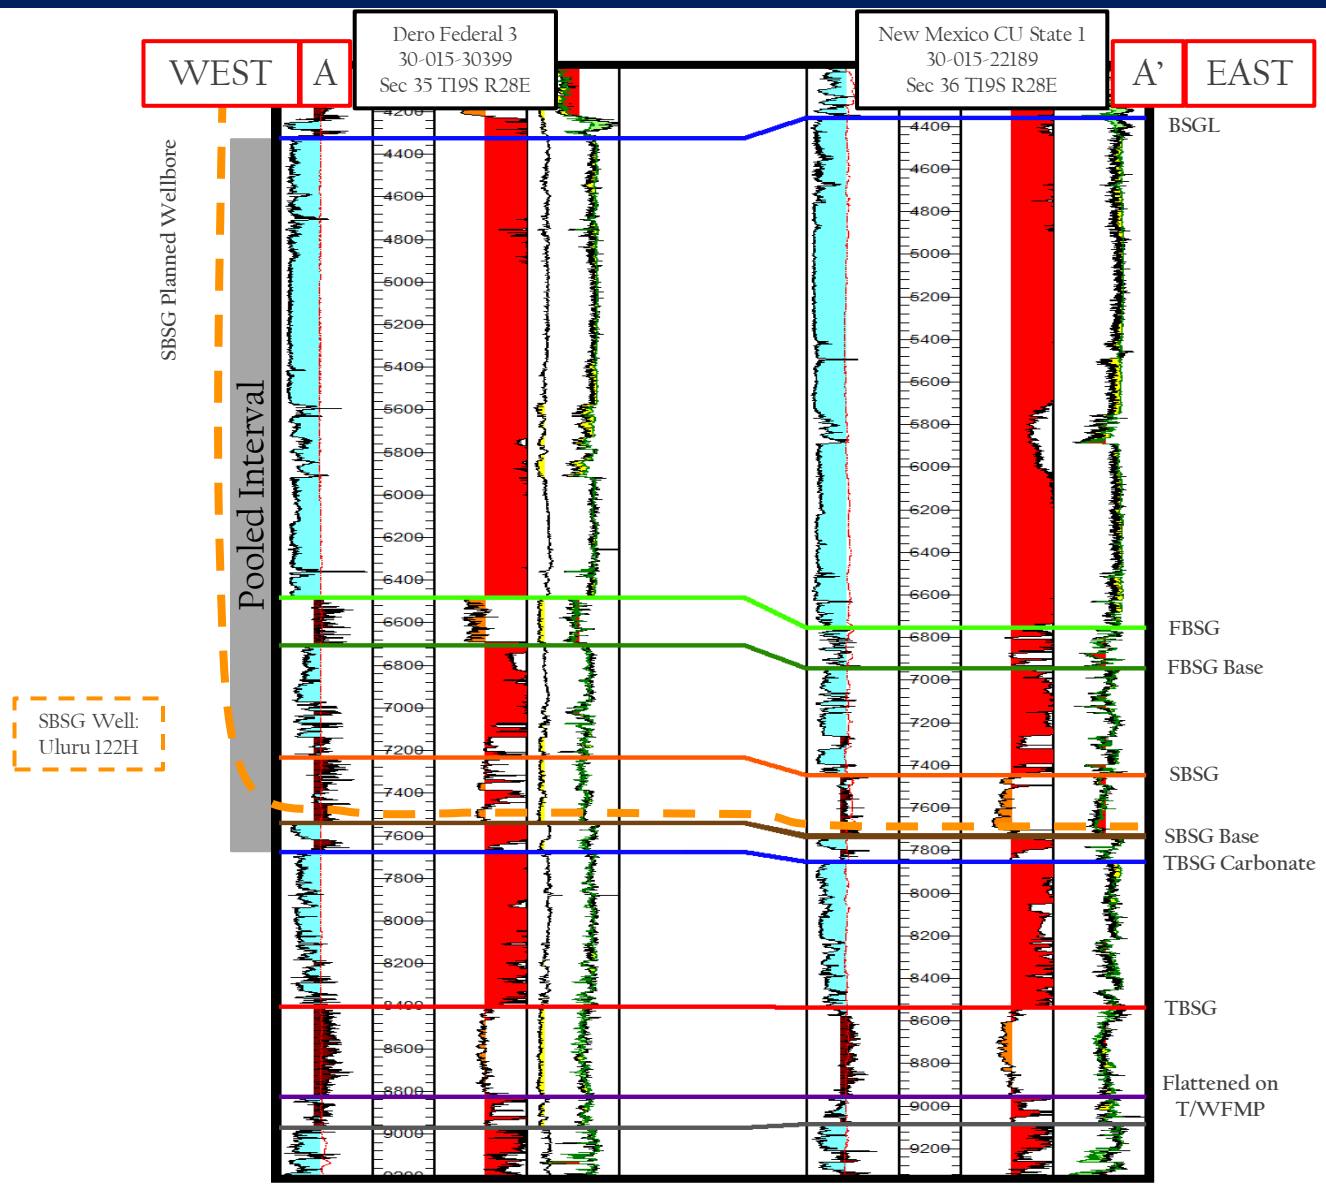 WEST
A
Dero Federal 3
30-015-30399
Sec 35 T19S R28E
New Mexico CU State 1
30-015-22189
Sec 36 T19S R28E
A'
EAST
SBSG Planned Wellbore
Pooled Interval
SBSG Well:
Uluru 122H
4200
4400
4600
4800
5000
5200
5400
5600
5800
6000
6200
6400
6600
6800
7000
7200
7400
7600
7800
8000
8200
8400
8600
8800
9000
9200
4400
4600
4800
5000
5200
5400
5600
5800
6000
6200
6400
6600
6800
7000
7200
7400
7600
7800
8000
8200
8400
8600
8800
9000
9200
BSGL
FBSG
FBSG Base
SBSG
SBSG Base
TBSG Carbonate
TBSG
Flattened on
T/WFMP